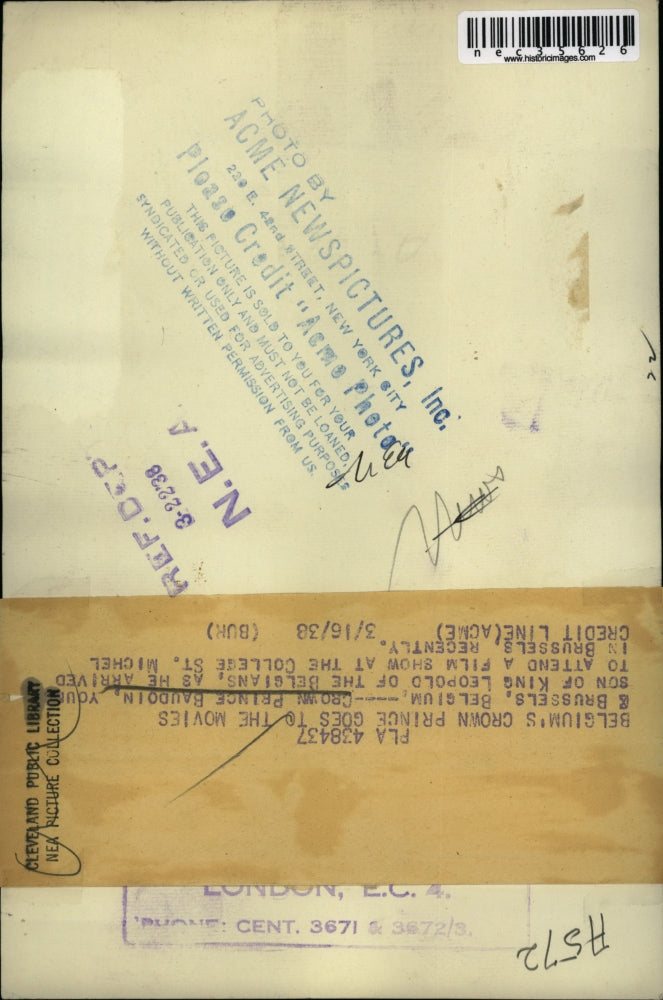 nec35626
www.historicimages.com
PHOTO BY
ACME NEWSPICTURES, Inc.
220 E. 42nd STREET, NEW YORK CITY
Please Credit "Acme Photo"
THIS PICTURE IS SOLD TO YOU FOR YOUR
PUBLICATION ONLY AND MUST NOT BE LOANED,
SYNDICATED OR USED FOR ADVERTISING PURPOSES
WITHOUT WRITTEN PERMISSION FROM US.
REF. DEP
3-22-38
N. E. A
PLA 438437
BELGIUM'S CROWN PRINCE GOES TO THE MOVIES
& BRUSSELS, BELGIUM,----CROWN PRINCE BAUDOIN, YOUNG
SON OF KING LEOPOLD OF THE BELGIANS, AS HE ARRIVED
TO ATTEND A FILM SHOW AT THE COLLEGE ST. MICHEL
IN BRUSSELS, RECENTLY.
CREDIT LINE(ACME) 3/16/38 (BUR)
CLEVELAND PUBLIC LIBRARY
NEA PICTURE COLLECTION
LONDON, E.C. 4.
'PHONE: CENT. 3671 & 3672/3.
A572